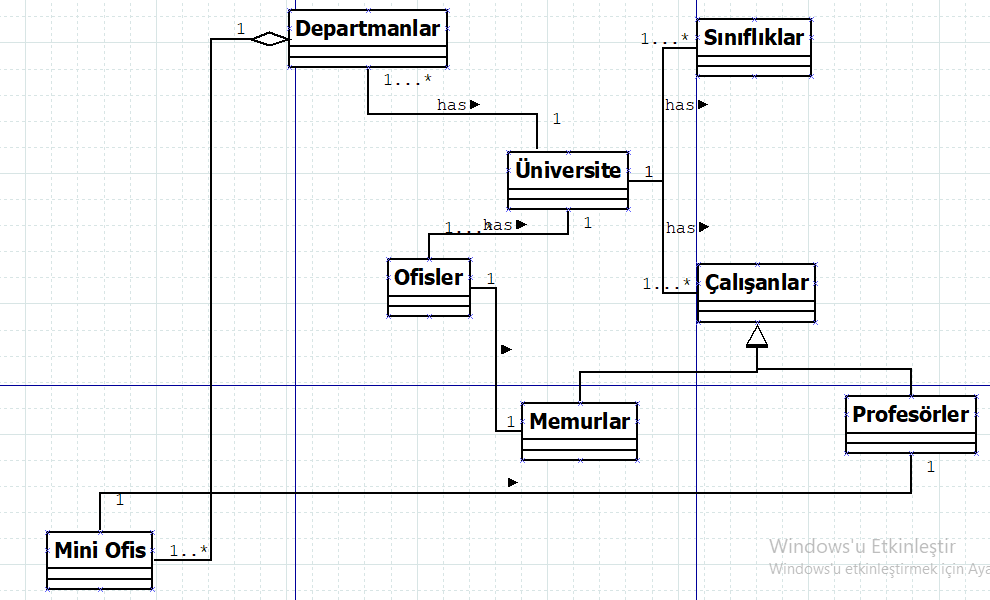 1
Departmanlar
1...*
has
1
1...*
Sınıflıklar
has
Üniversite
1
has
1...*
Çalışanlar
1...has
1
Ofisler
1
1
Memurlar
Profesörler
1
1
Mini Ofis
1..*
Windows'u Etkinleştir
Windows'u etkinleştirmek için Aya